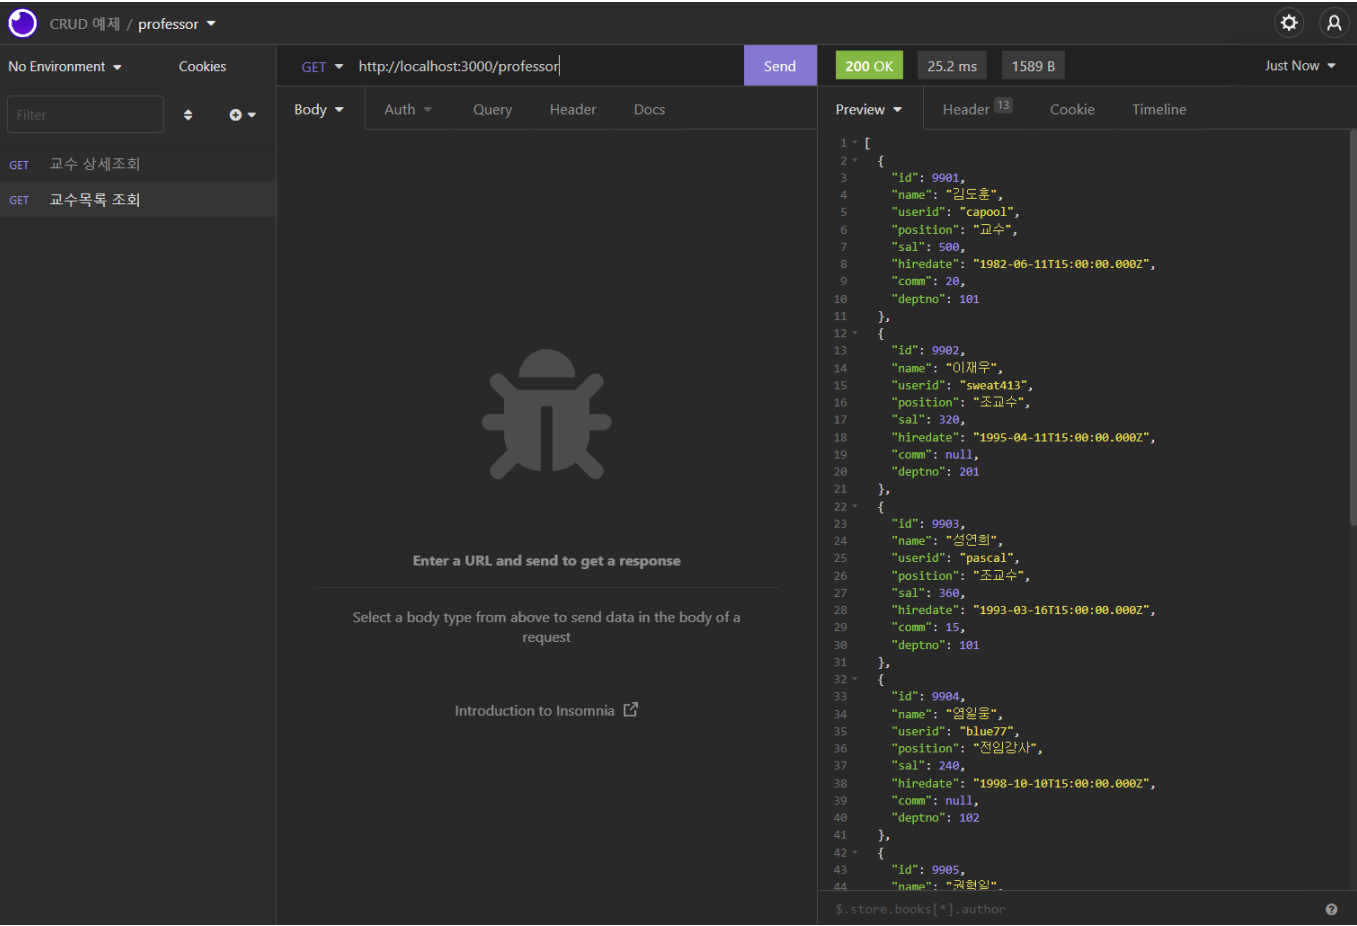 CRUD 예제 / professor
No Environment
Cookies
GET http://localhost:3000/professor
Send
200 OK
25.2 ms
1589 B
Just Now
Filter
Body
Auth
Query
Header
Docs
Preview
Header 13
Cookie
Timeline
GET 교수 상세조회
GET 교수목록 조회
Enter a URL and send to get a response
Select a body type from above to send data in the body of a
request
Introduction to Insomnia
1 [
2 {
3 "id": 9901,
4 "name": "김도훈",
5 "userid": "capool",
6 "position": "교수",
7 "sal": 500,
8 "hiredate": "1982-06-11T15:00:00.000Z",
9 "comm": 20,
10 "deptno": 101
11 },
12 {
13 "id": 9902,
14 "name": "이재우",
15 "userid": "sweat413",
16 "position": "조교수",
17 "sal": 320,
18 "hiredate": "1995-04-11T15:00:00.000Z",
19 "comm": null,
20 "deptno": 201
21 },
22 {
23 "id": 9903,
24 "name": "성연희",
25 "userid": "pascal",
26 "position": "조교수",
27 "sal": 360,
28 "hiredate": "1993-03-16T15:00:00.000Z",
29 "comm": 15,
30 "deptno": 101
31 },
32 {
33 "id": 9904,
34 "name": "염일웅",
35 "userid": "blue77",
36 "position": "전임강사",
37 "sal": 240,
38 "hiredate": "1998-10-10T15:00:00.000Z",
39 "comm": null,
40 "deptno": 102
41 },
42 {
43 "id": 9905,
44 "name": "권혁일",
$.store.books[*].author